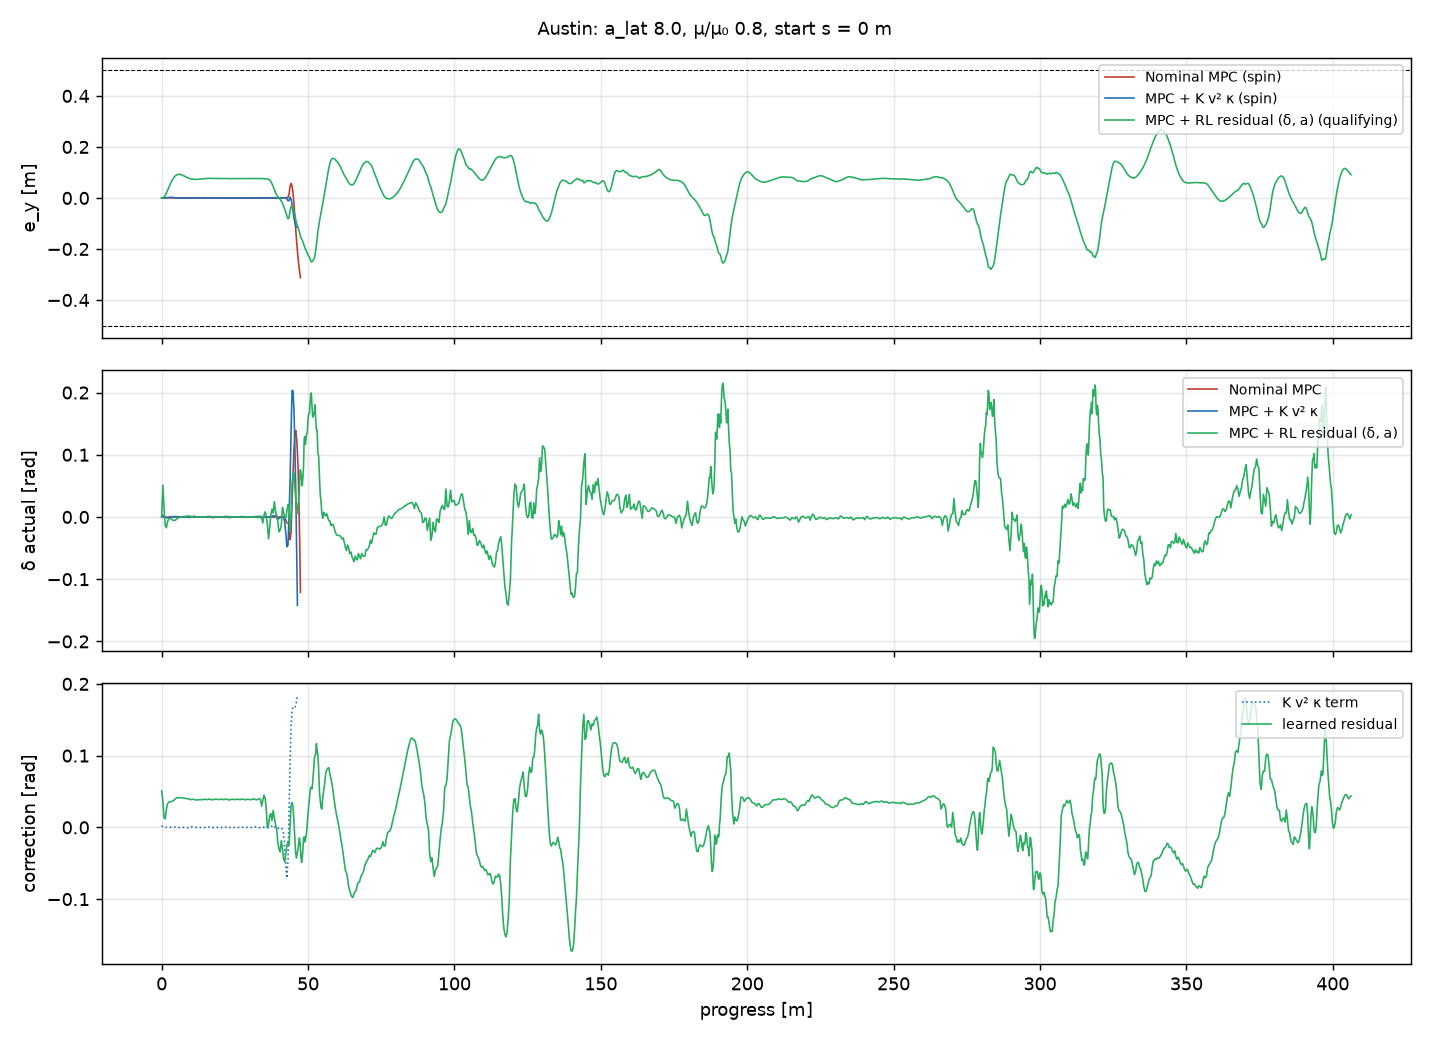 Austin: a_lat 8.0, μ/μ₀ 0.8, start s = 0 m
e_y [m]
0.4
0.2
0.0
−0.2
−0.4
Nominal MPC (spin)
MPC + K v² κ (spin)
MPC + RL residual (δ, a) (qualifying)
δ actual [rad]
0.2
0.1
0.0
−0.1
−0.2
Nominal MPC
MPC + K v² κ
MPC + RL residual (δ, a)
correction [rad]
0.2
0.1
0.0
−0.1
K v² κ term
learned residual
0 50 100 150 200 250 300 350 400
progress [m]